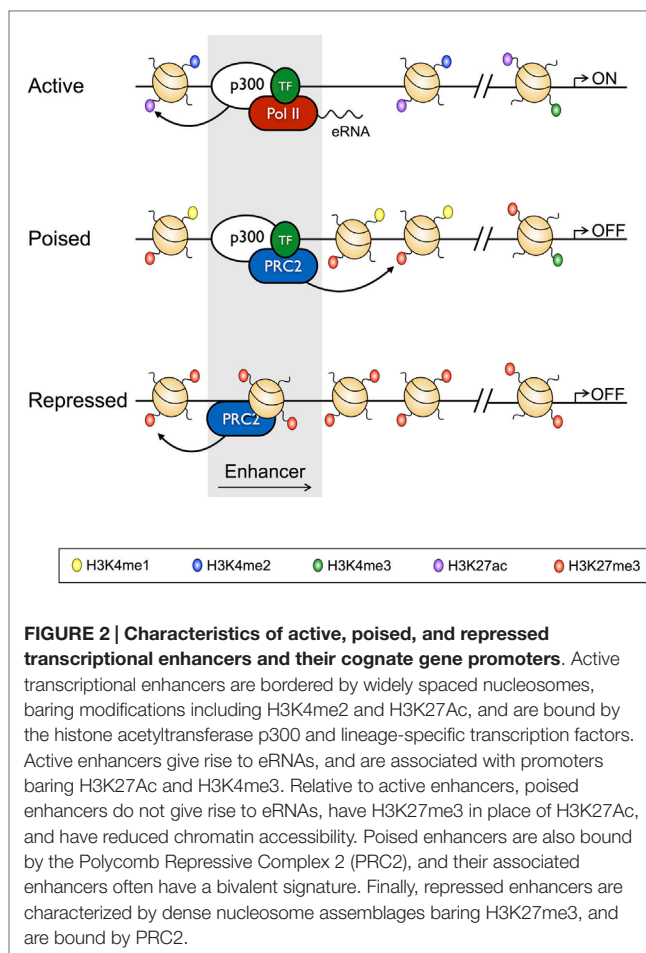 Active
p300
TF
Pol II
eRNA
ON
Poised
p300
TF
PRC2
OFF
Repressed
PRC2
OFF
Enhancer
H3K4me1 H3K4me2 H3K4me3 H3K27ac H3K27me3
FIGURE 2 | Characteristics of active, poised, and repressed
transcriptional enhancers and their cognate gene promoters. Active
transcriptional enhancers are bordered by widely spaced nucleosomes,
baring modifications including H3K4me2 and H3K27Ac, and are bound by
the histone acetyltransferase p300 and lineage-specific transcription factors.
Active enhancers give rise to eRNAs, and are associated with promoters
baring H3K27Ac and H3K4me3. Relative to active enhancers, poised
enhancers do not give rise to eRNAs, have H3K27me3 in place of H3K27Ac,
and have reduced chromatin accessibility. Poised enhancers are also bound
by the Polycomb Repressive Complex 2 (PRC2), and their associated
enhancers often have a bivalent signature. Finally, repressed enhancers are
characterized by dense nucleosome assemblages baring H3K27me3, and
are bound by PRC2.